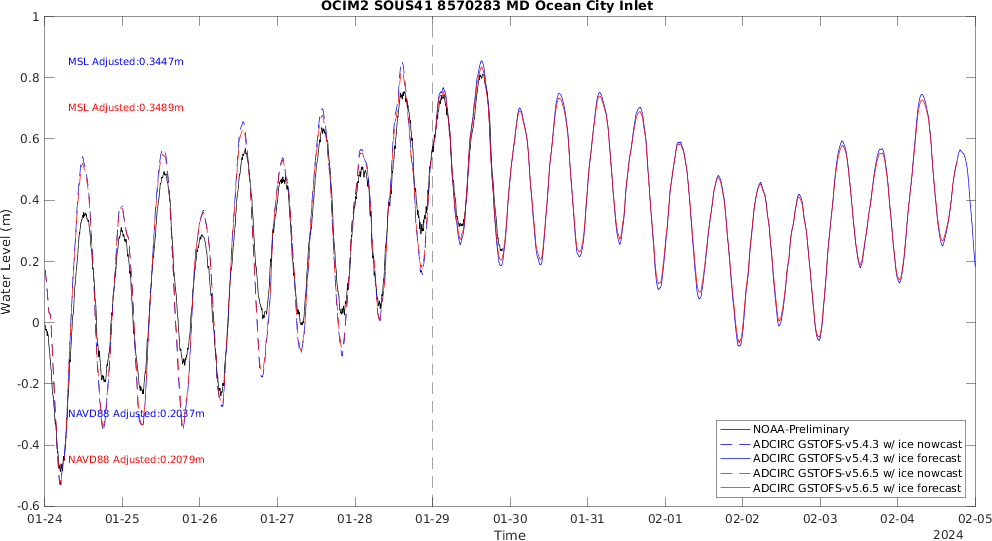 OCIM2 SOUS41 8570283 MD Ocean City Inlet
1
0.8
0.6
0.4
0.2
0
-0.2
-0.4
-0.6
Water Level (m)
MSL Adjusted:0.3447m
MSL Adjusted:0.3489m
NAVD88 Adjusted:0.2037m
NAVD88 Adjusted:0.2079m
NOAA-Preliminary
ADCIRC GSTOFS-v5.4.3 w/ ice nowcast
ADCIRC GSTOFS-v5.4.3 w/ ice forecast
ADCIRC GSTOFS-v5.6.5 w/ ice nowcast
ADCIRC GSTOFS-v5.6.5 w/ ice forecast
01-24 01-25 01-26 01-27 01-28 01-29 01-30 01-31 02-01 02-02 02-03 02-04 02-05
Time
2024